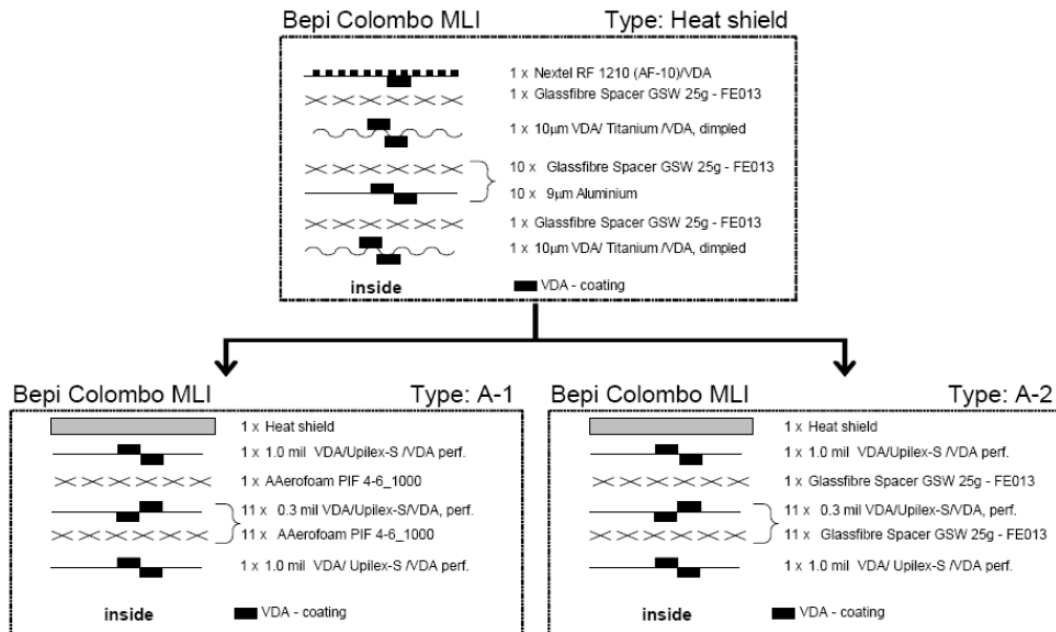 Bepi Colombo MLI Type: Heat shield
1 x Nextel RF 1210 (AF-10)/VDA
1 x Glassfibre Spacer GSW 25g - FE013
1 x 10μm VDA/ Titanium /VDA, dimpled
10 x Glassfibre Spacer GSW 25g - FE013
10 x 9μm Aluminium
1 x Glassfibre Spacer GSW 25g - FE013
1 x 10μm VDA/ Titanium /VDA, dimpled
inside VDA - coating
Bepi Colombo MLI Type: A-1
1 x Heat shield
1 x 1.0 mil VDA/Upilex-S /VDA perf.
1 x AAerofoam PIF 4-6_1000
11 x 0.3 mil VDA/Upilex-S/VDA, perf.
11 x AAerofoam PIF 4-6_1000
1 x 1.0 mil VDA/ Upilex-S /VDA perf.
inside VDA - coating
Bepi Colombo MLI Type: A-2
1 x Heat shield
1 x 1.0 mil VDA/Upilex-S /VDA perf.
1x Glassfibre Spacer GSW 25g - FE013
11 x 0.3 mil VDA/Upilex-S/VDA, perf.
11 x Glassfibre Spacer GSW 25g - FE013
1 x 1.0 mil VDA/ Upilex-S /VDA perf.
inside VDA - coating